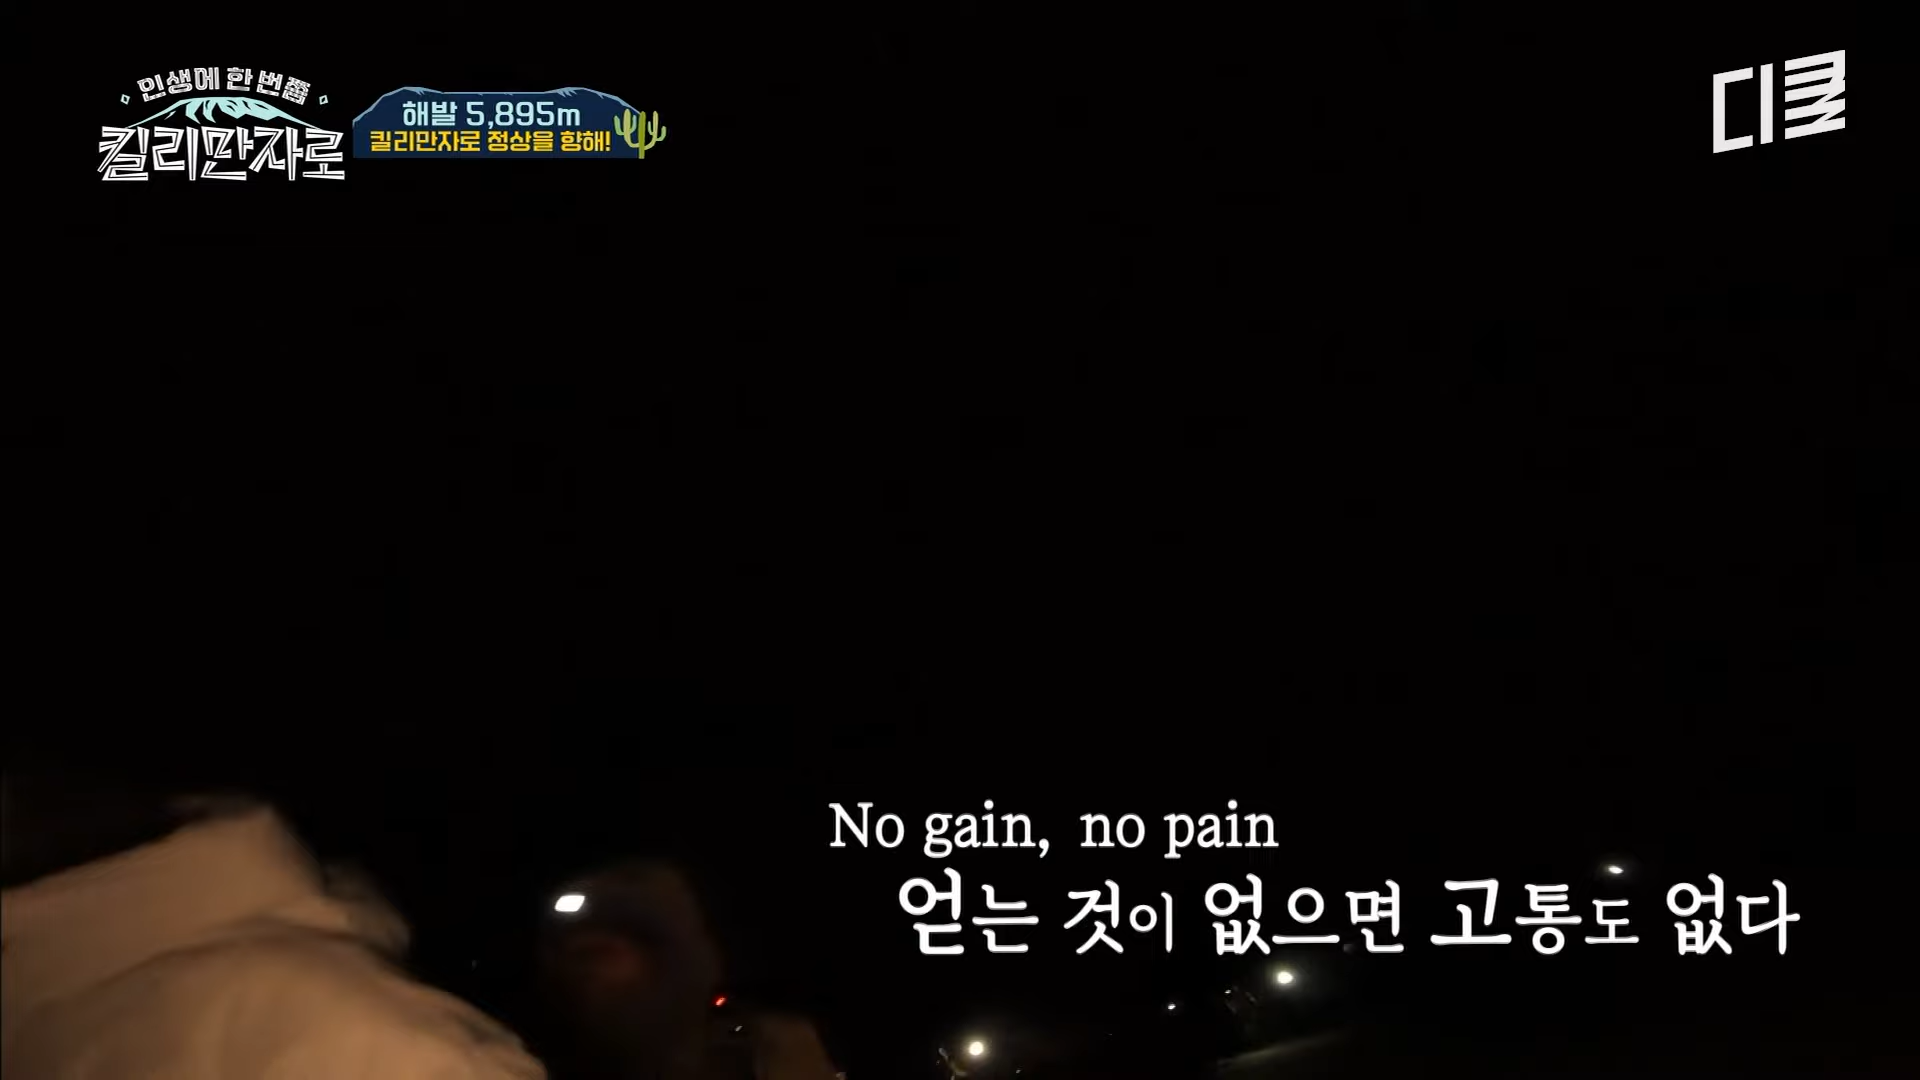 인생에 한 번쯤
킬리만자로
해발 5,895m
킬리만자로 정상을 향해!
디클
No gain, no pain
얻는 것이 없으면 고통도 없다